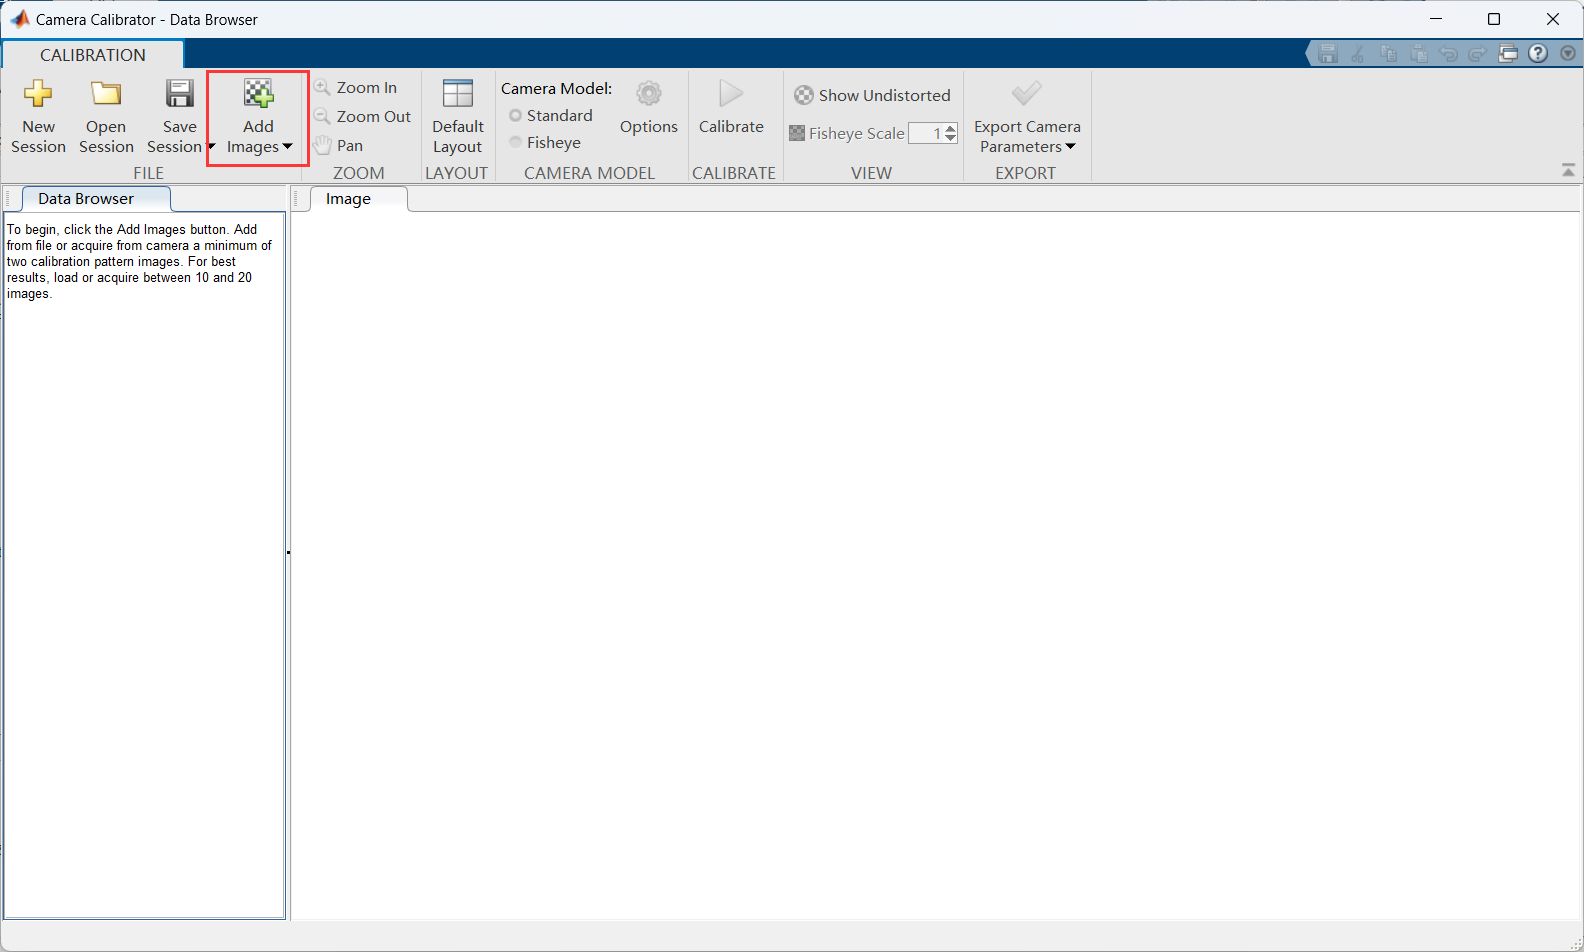 Camera Calibrator - Data Browser
CALIBRATION
New Session
Open Session
Save Session
Add Images
Zoom In
Zoom Out
Pan
Default Layout
Camera Model:
Standard
Fisheye
Options
Calibrate
Show Undistorted
Fisheye Scale 1
Export Camera Parameters
FILE
ZOOM
LAYOUT
CAMERA MODEL
CALIBRATE
VIEW
EXPORT
Data Browser
Image
To begin, click the Add Images button. Add
from file or acquire from camera a minimum of
two calibration pattern images. For best
results, load or acquire between 10 and 20
images.